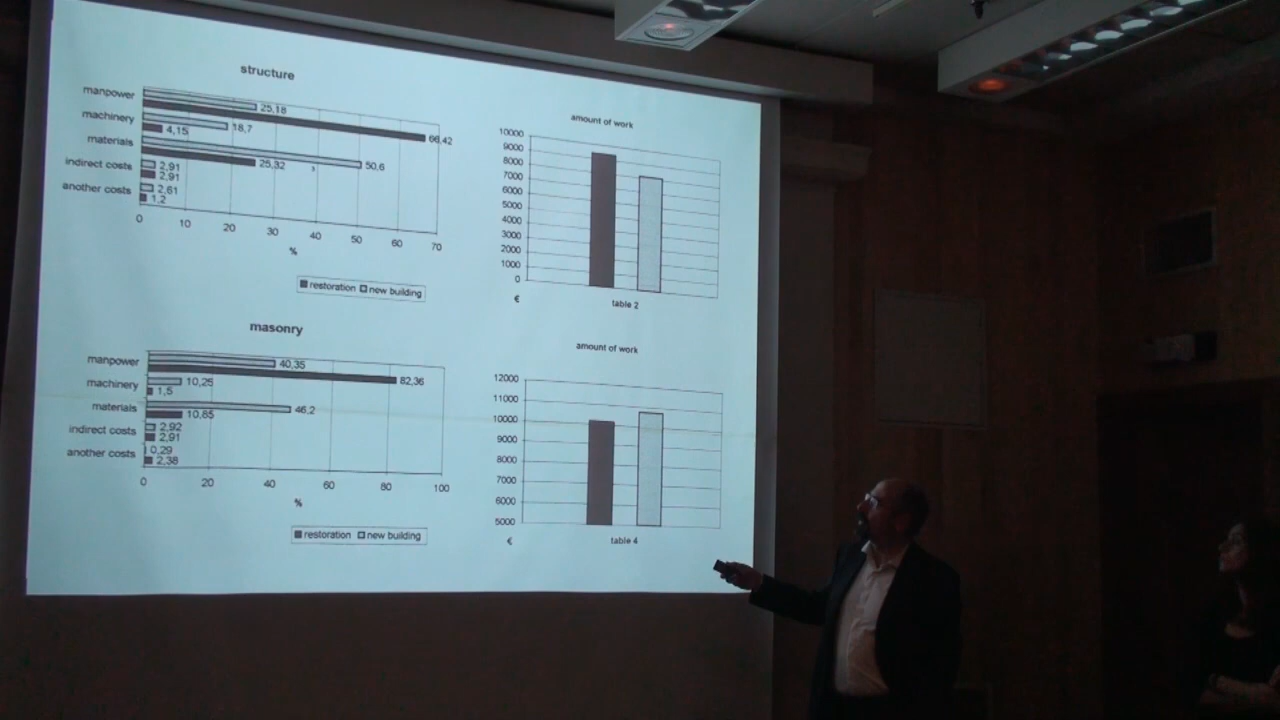 structure
manpower
25,18
66,42
machinery
18,7
4,15
materials
50,6
25,32
indirect costs
2,91
2,91
another costs
2,61
1,2
0 10 20 30 40 50 60 70
%
restoration new building
amount of work
10000
9000
8000
7000
6000
5000
4000
3000
2000
1000
0
€
table 2
masonry
manpower
40,35
82,36
machinery
10,25
1,5
materials
46,2
10,85
indirect costs
2,92
2,91
another costs
0,29
2,38
0 20 40 60 80 100
%
restoration new building
amount of work
12000
11000
10000
9000
8000
7000
6000
5000
€
table 4